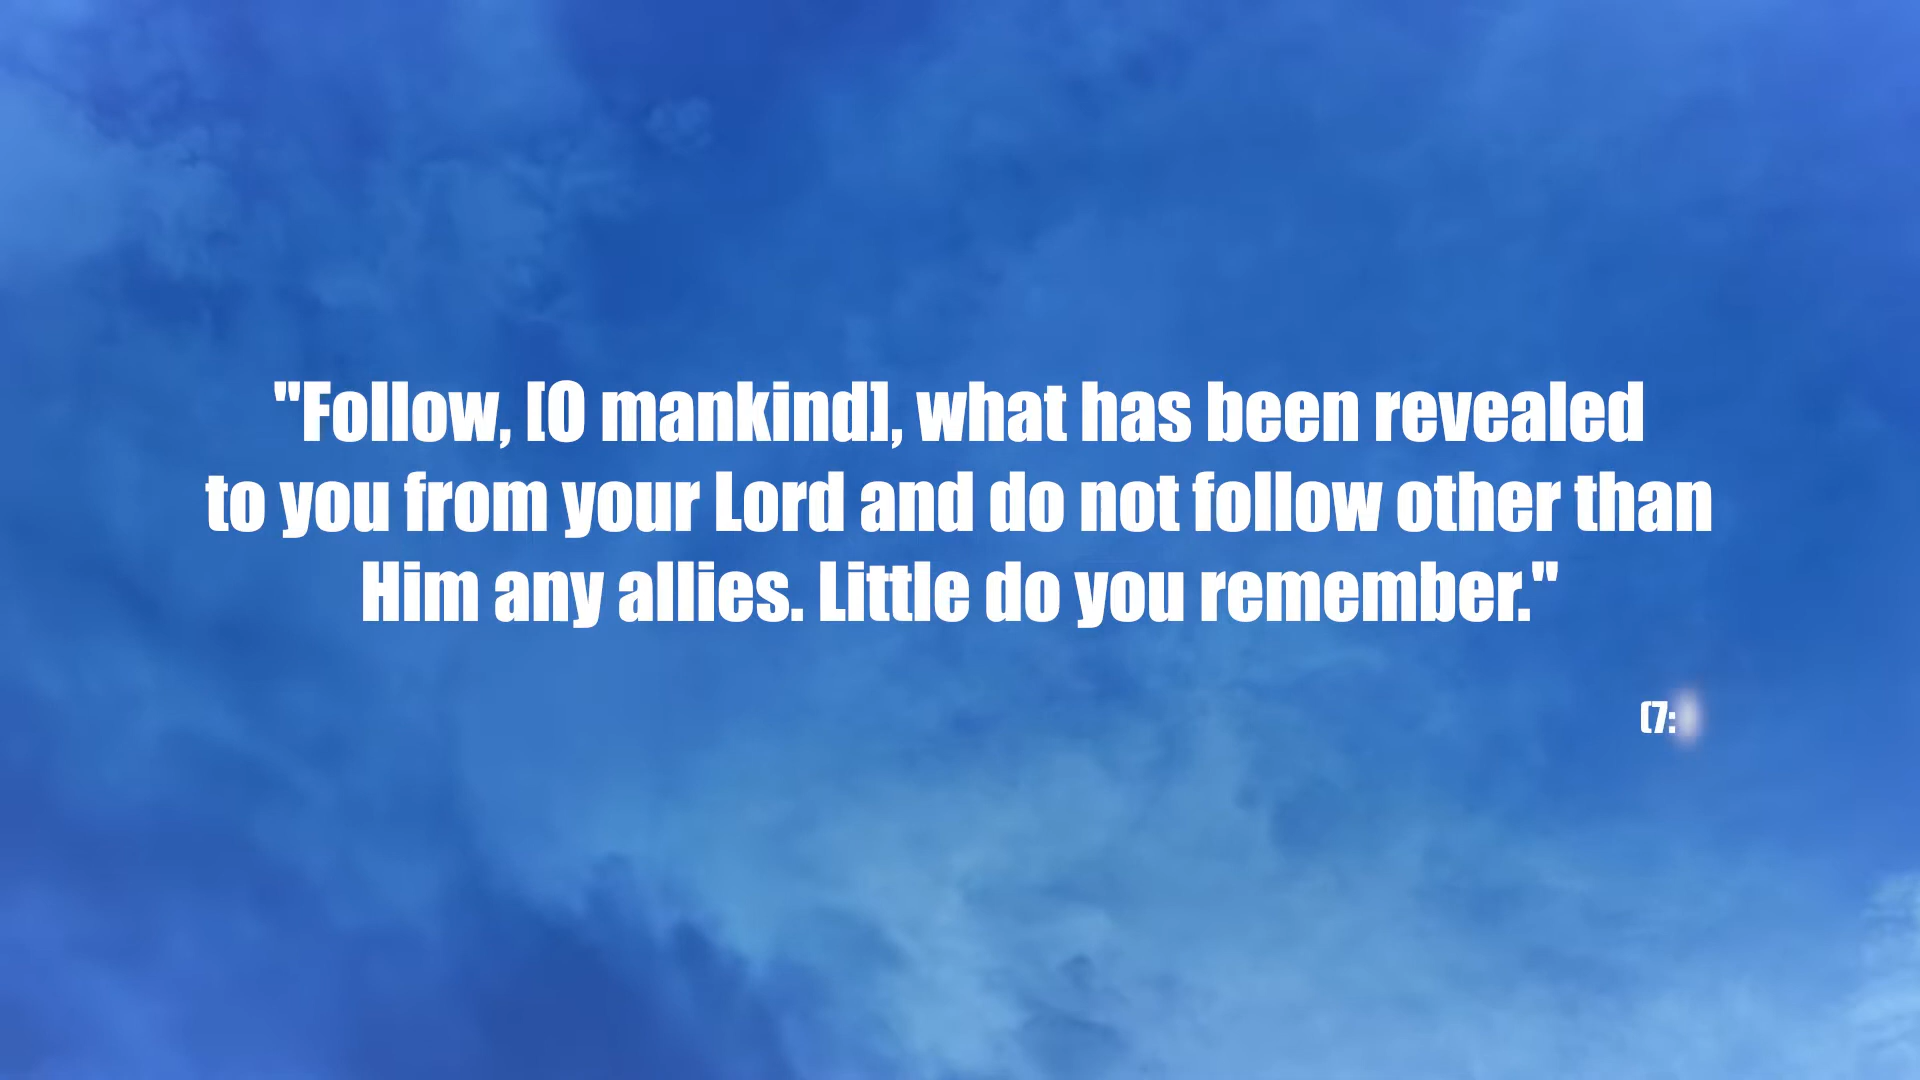 "Follow, [O mankind], what has been revealed
to you from your Lord and do not follow other than
Him any allies. Little do you remember."
(7: